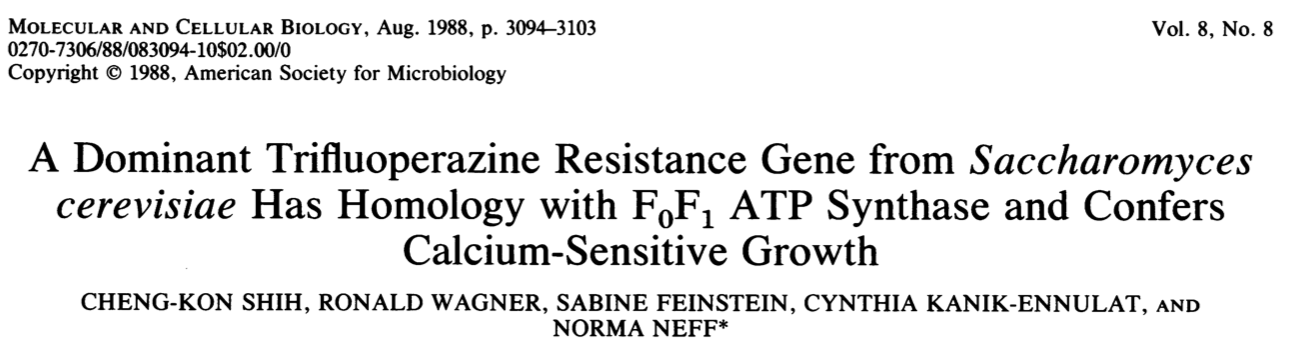 MOLECULAR AND CELLULAR BIOLOGY, Aug. 1988, p. 3094–3103
Vol. 8, No. 8
0270-7306/88/083094-10$02.00/0
Copyright © 1988, American Society for Microbiology
A Dominant Trifluoperazine Resistance Gene from Saccharomyces
cerevisiae Has Homology with F₀F₁ ATP Synthase and Confers
Calcium-Sensitive Growth
CHENG-KON SHIH, RONALD WAGNER, SABINE FEINSTEIN, CYNTHIA KANIK-ENNULAT, AND
NORMA NEFF*